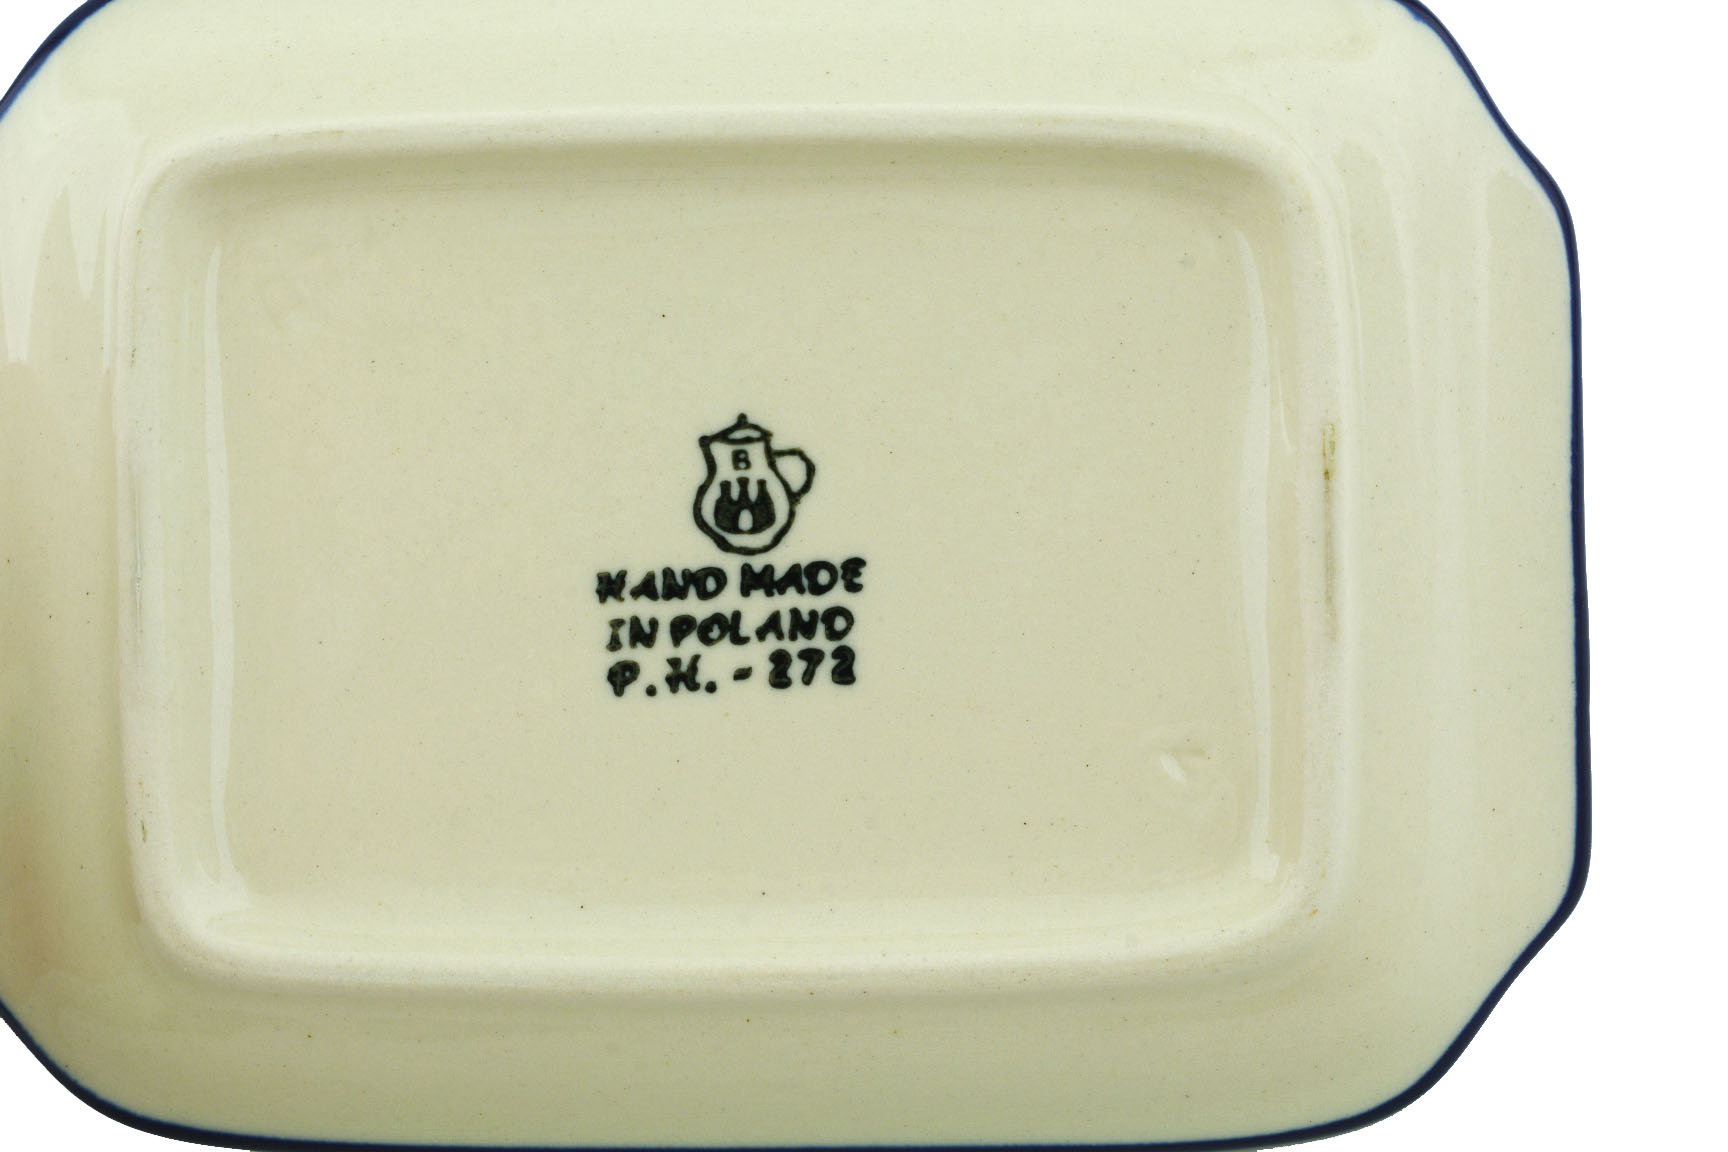 B
HAND MADE
IN POLAND
P.H.-272